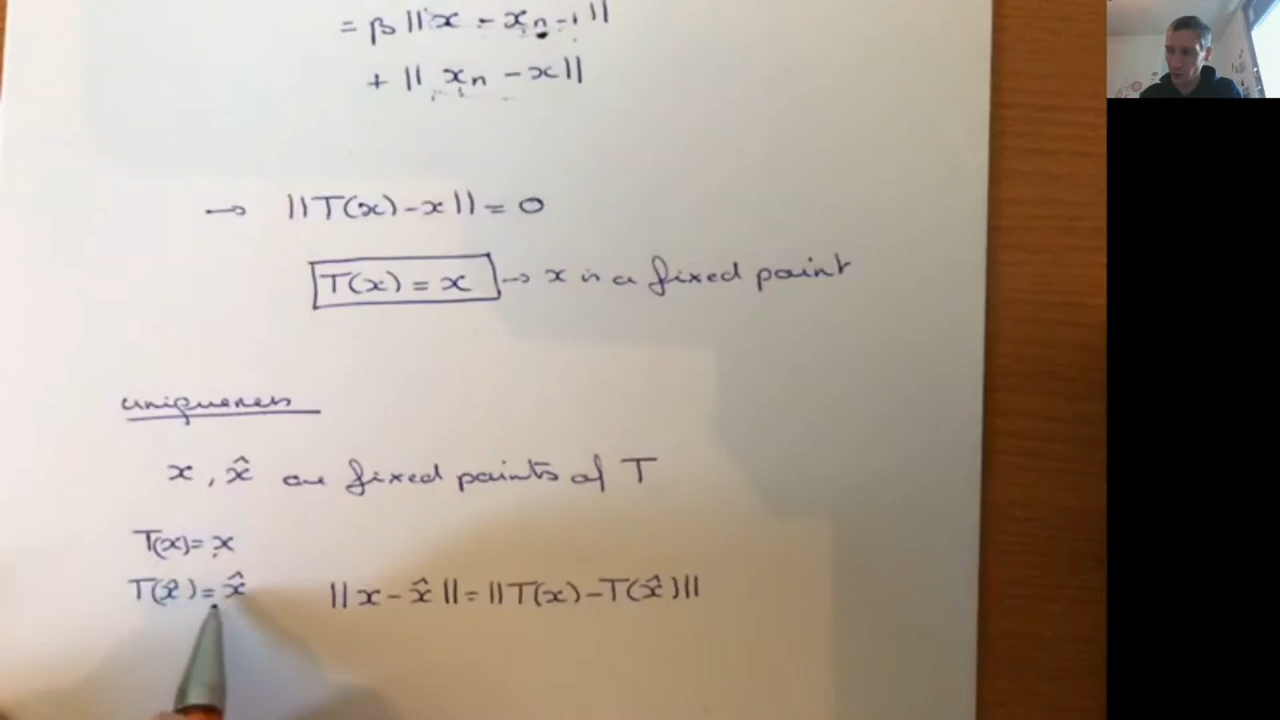 = β ||x - xₙ₋₁||
+ || xₙ - x||
→ ||T(x) - x|| = 0
T(x) = x → x is a fixed point
uniqueness
x , x̂ are fixed points of T
T(x) = x
T(x̂) = x̂ || x - x̂ || = ||T(x) - T(x̂)||